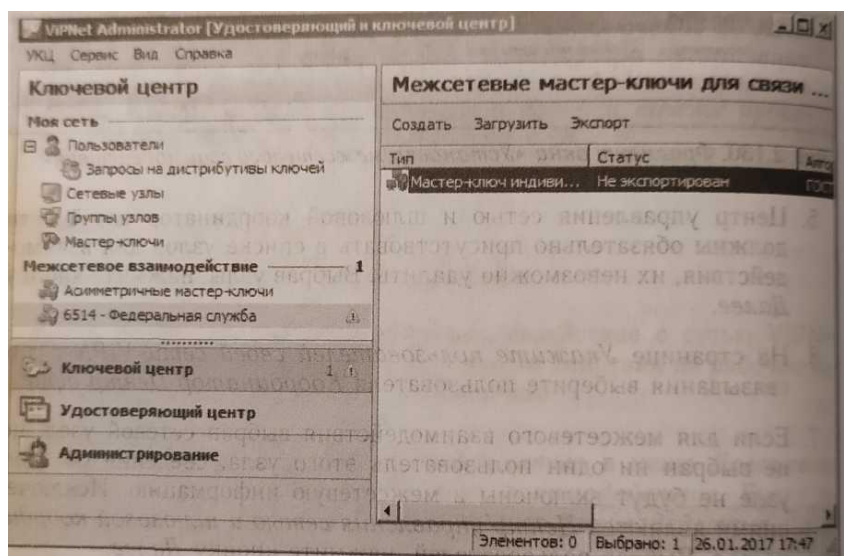 ViPNet Administrator [Удостоверяющий и ключевой центр]
УКЦ Сервис Вид Справка
Ключевой центр
Моя сеть
Пользователи
Запросы на дистрибутивы ключей
Сетевые узлы
Группы узлов
Мастер-ключи
Межсетевое взаимодействие 1
Асимметричные мастер-ключи
6514 - Федеральная служба
Ключевой центр 1
Удостоверяющий центр
Администрирование
Межсетевые мастер-ключи для связи ...
Создать Загрузить Экспорт
Тип Статус
Мастер-ключ индиви... Не экспортирован
Элементов: 0 Выбрано: 1 26.01.2017 17:47